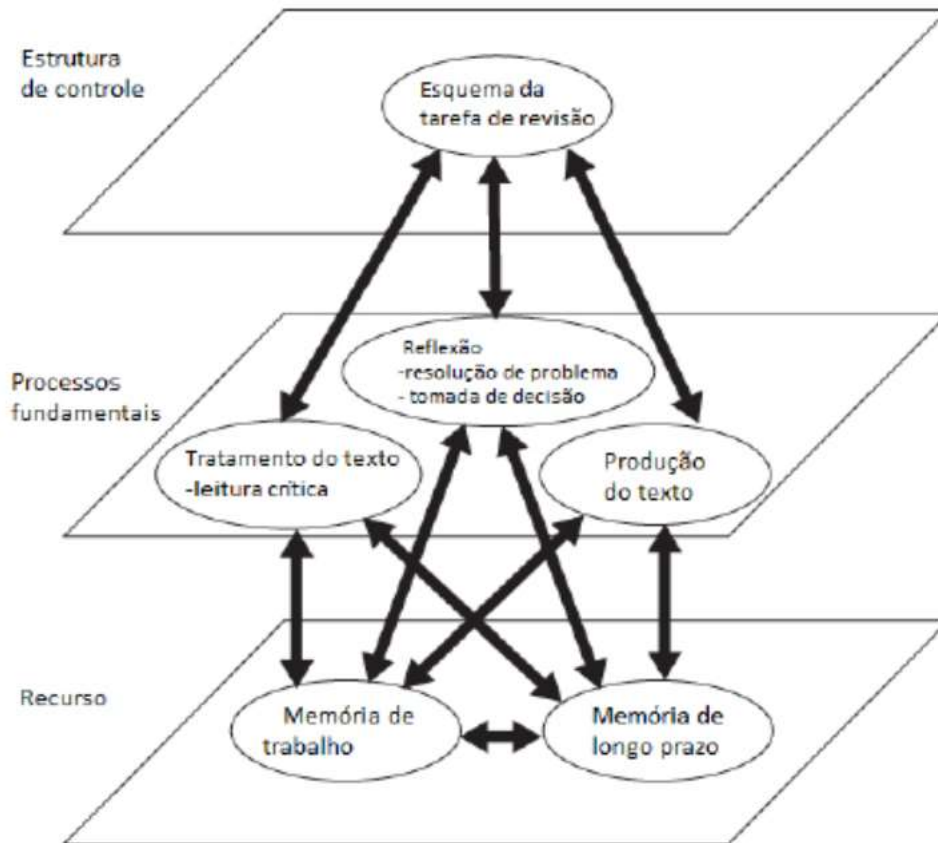 Estrutura
de controle
Esquema da
tarefa de revisão
Processos
fundamentais
Reflexão
-resolução de problema
- tomada de decisão
Tratamento do texto
-leitura crítica
Produção
do texto
Recurso
Memória de
trabalho
Memória de
longo prazo